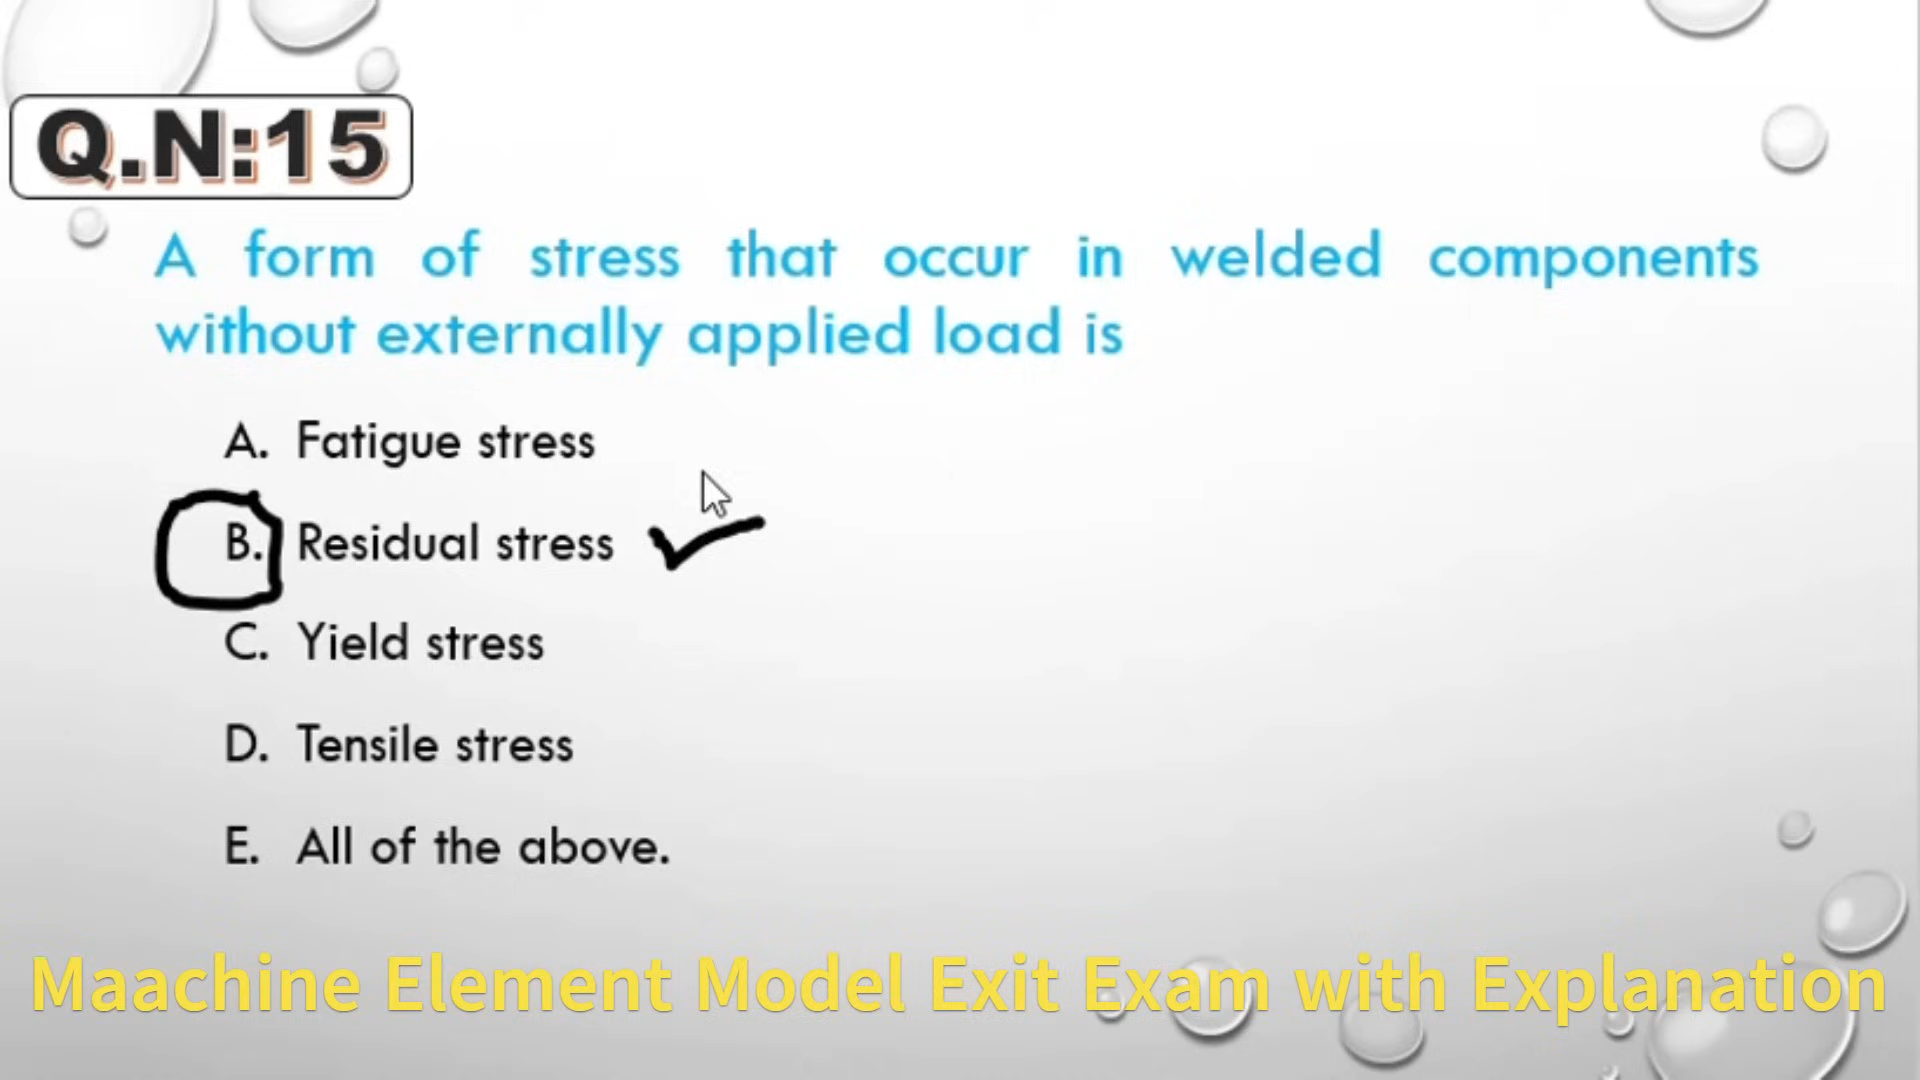 Q.N:15
A form of stress that occur in welded components
without externally applied load is
A. Fatigue stress
B. Residual stress
C. Yield stress
D. Tensile stress
E. All of the above.
Maachine Element Model Exit Exam with Explanation